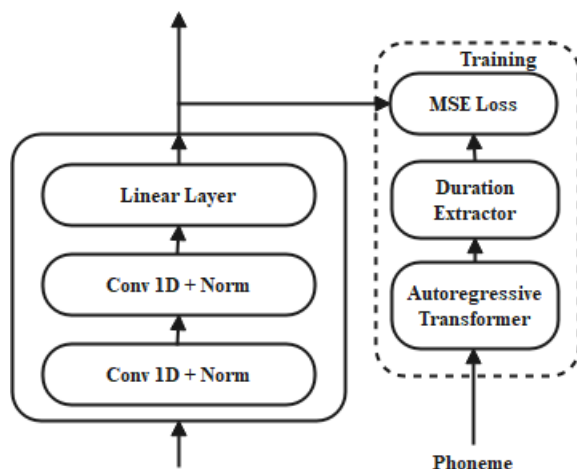 Training
MSE Loss
Linear Layer
Duration
Extractor
Conv 1D + Norm
Autoregressive
Transformer
Conv 1D + Norm
Phoneme